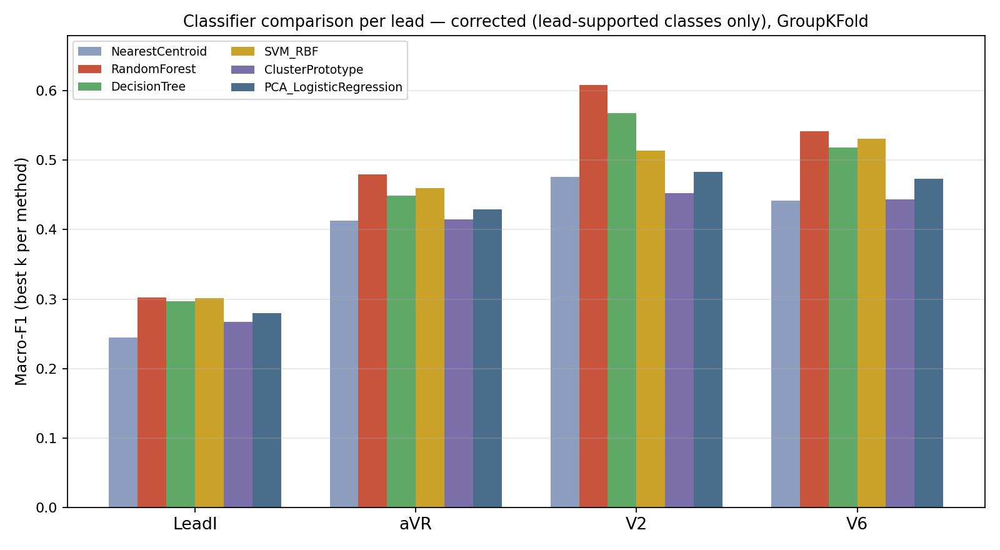 Classifier comparison per lead — corrected (lead-supported classes only), GroupKFold
NearestCentroid
RandomForest
DecisionTree
SVM_RBF
ClusterPrototype
PCA_LogisticRegression
Macro-F1 (best k per method)
0.6
0.5
0.4
0.3
0.2
0.1
0.0
LeadI
aVR
V2
V6